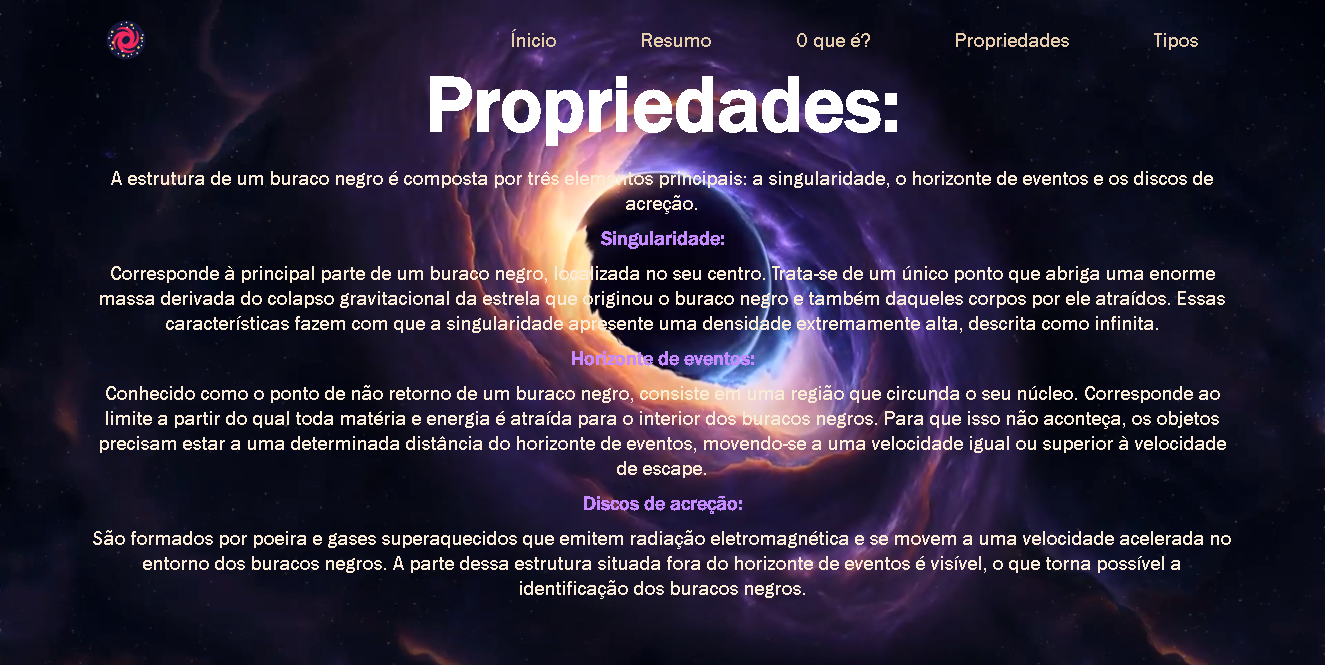 Ínicio Resumo O que é? Propriedades Tipos
Propriedades:
A estrutura de um buraco negro é composta por três elementos principais: a singularidade, o horizonte de eventos e os discos de
acreção.
Singularidade:
Corresponde à principal parte de um buraco negro, localizada no seu centro. Trata-se de um único ponto que abriga uma enorme
massa derivada do colapso gravitacional da estrela que originou o buraco negro e também daqueles corpos por ele atraídos. Essas
características fazem com que a singularidade apresente uma densidade extremamente alta, descrita como infinita.
Horizonte de eventos:
Conhecido como o ponto de não retorno de um buraco negro, consiste em uma região que circunda o seu núcleo. Corresponde ao
limite a partir do qual toda matéria e energia é atraída para o interior dos buracos negros. Para que isso não aconteça, os objetos
precisam estar a uma determinada distância do horizonte de eventos, movendo-se a uma velocidade igual ou superior à velocidade
de escape.
Discos de acreção:
São formados por poeira e gases superaquecidos que emitem radiação eletromagnética e se movem a uma velocidade acelerada no
entorno dos buracos negros. A parte dessa estrutura situada fora do horizonte de eventos é visível, o que torna possível a
identificação dos buracos negros.